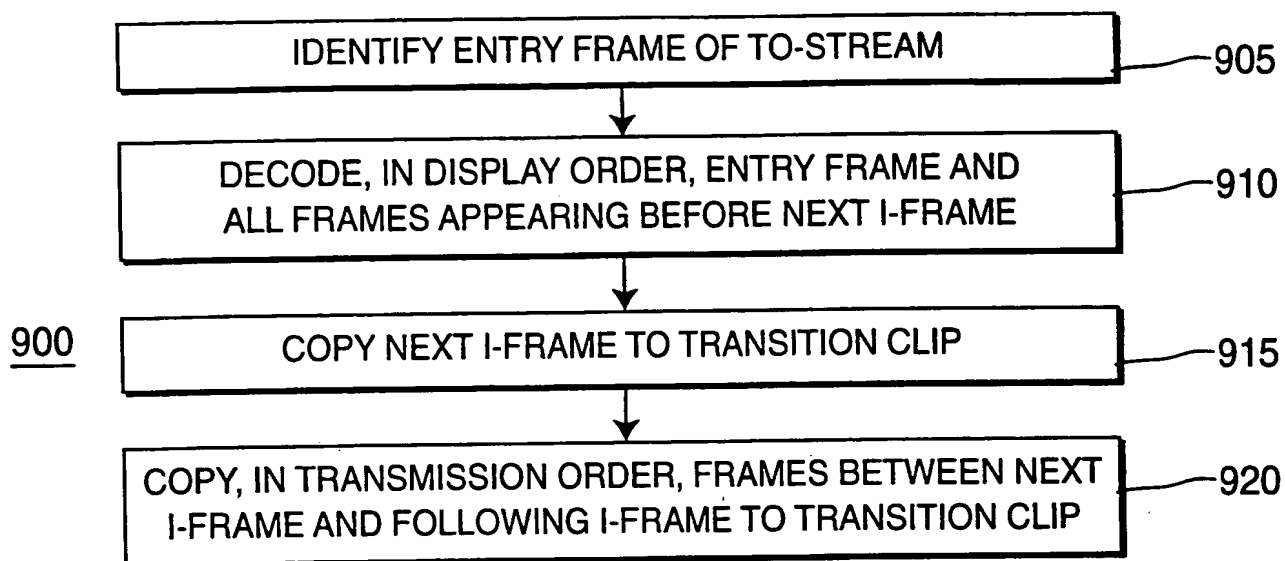 IDENTIFY ENTRY FRAME OF TO-STREAM
905
DECODE, IN DISPLAY ORDER, ENTRY FRAME AND
ALL FRAMES APPEARING BEFORE NEXT I-FRAME
910
900
COPY NEXT I-FRAME TO TRANSITION CLIP
915
COPY, IN TRANSMISSION ORDER, FRAMES BETWEEN NEXT
I-FRAME AND FOLLOWING I-FRAME TO TRANSITION CLIP
920